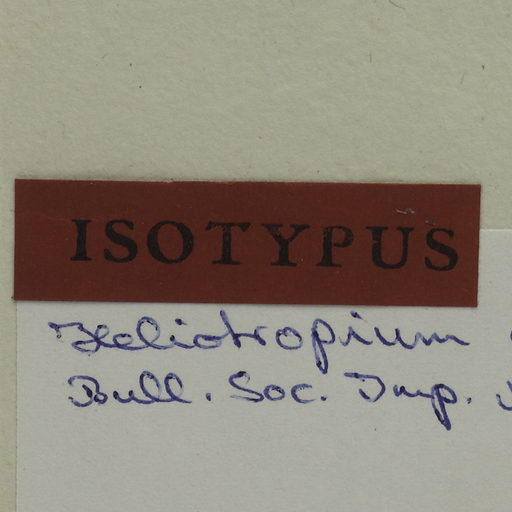 ISOTYPUS
Heliotropium
Bull. Soc. Imp.